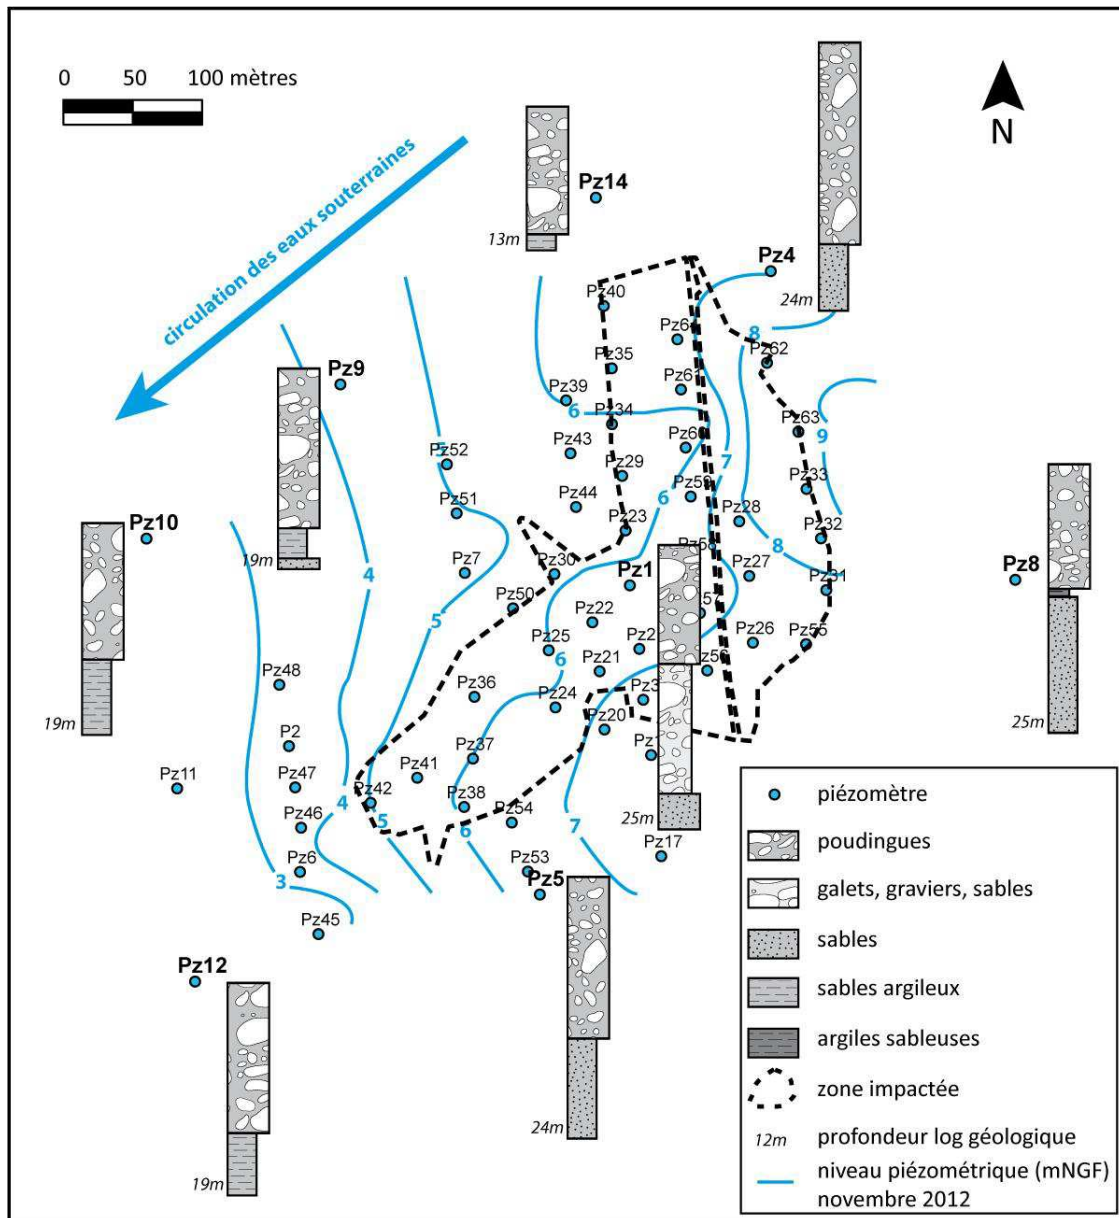 0 50 100 mètres
N
circulation des eaux souterraines
Pz14
13m
Pz4
24m
Pz40
8
Pz6
Pz62
Pz35
Pz9
Pz39
Pz61
6
Pz34
Pz63
9
Pz60
5
Pz52
Pz43
7
Pz29
Pz33
Pz59
6
Pz51
Pz44
Pz28
Pz23
Pz32
Pz10
8
19m
4
Pz7
Pz30
Pz1
Pz5
Pz27
Pz31
Pz8
Pz50
5
Pz22
57
Pz25
Pz2
Pz26
Pz55
6
Pz21
Pz56
Pz48
Pz36
Pz24
Pz3
19m
Pz20
25m
P2
Pz37
Pz1
Pz11
Pz47
Pz41
4
Pz42
Pz38
5
6
7
25m
Pz46
Pz54
Pz17
Pz6
3
Pz53
Pz5
Pz45
Pz12
24m
19m
piézomètre
poudingues
galets, graviers, sables
sables
sables argileux
argiles sableuses
zone impactée
12m profondeur log géologique
niveau piézométrique (mNGF)
novembre 2012